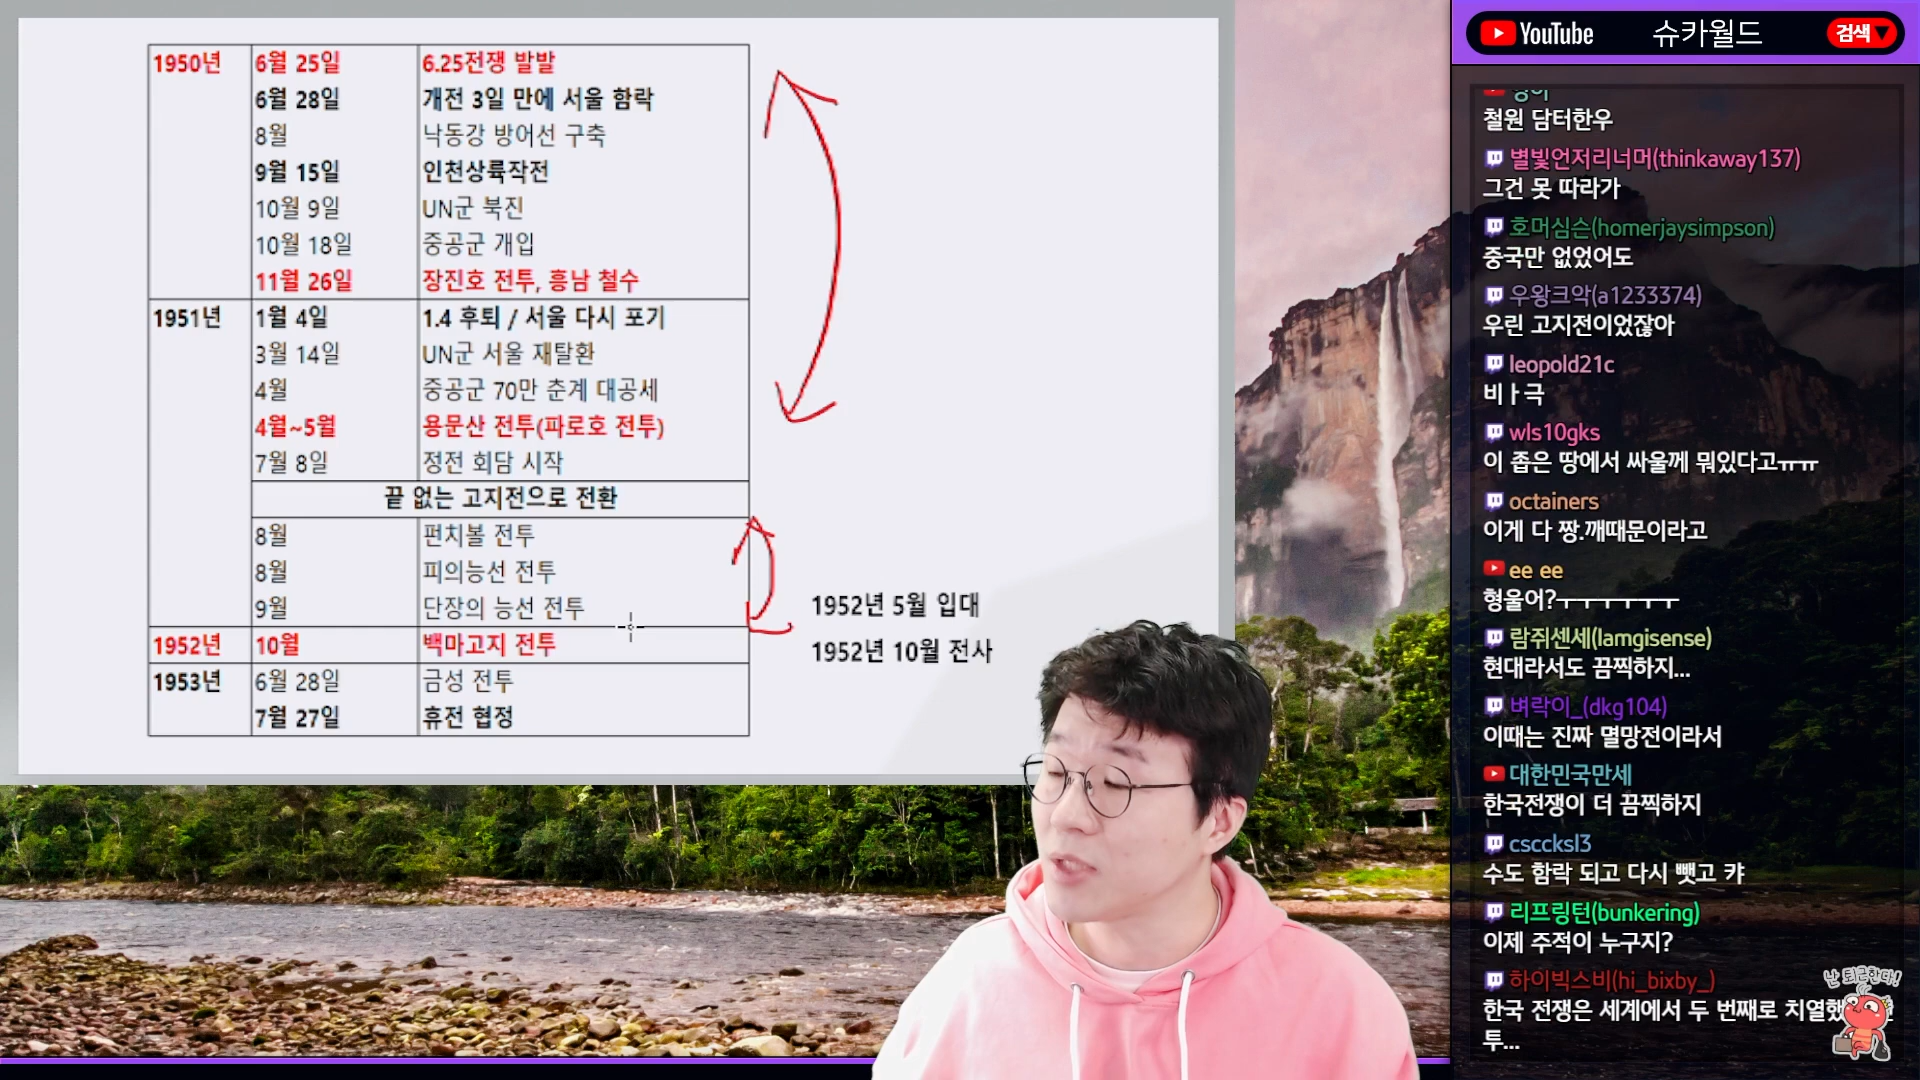 1950년 6월 25일 6.25전쟁 발발
6월 28일 개전 3일 만에 서울 함락
8월 낙동강 방어선 구축
9월 15일 인천상륙작전
10월 9일 UN군 북진
10월 18일 중공군 개입
11월 26일 장진호 전투, 흥남 철수
1951년 1월 4일 1.4 후퇴 / 서울 다시 포기
3월 14일 UN군 서울 재탈환
4월 중공군 70만 춘계 대공세
4월~5월 용문산 전투(파로호 전투)
7월 8일 정전 회담 시작
끝 없는 고지전으로 전환
8월 펀치볼 전투
8월 피의능선 전투
9월 단장의 능선 전투
1952년 10월 백마고지 전투
1953년 6월 28일 금성 전투
7월 27일 휴전 협정
1952년 5월 입대
1952년 10월 전사
YouTube 슈카월드 검색▼
철원 담터한우
별빛언저리너머(thinkaway137)
그건 못 따라가
호머심슨(homerjaysimpson)
중국만 없었어도
우왕크악(a1233374)
우린 고지전이었잖아
leopold21c
비ㅏ극
wls10gks
이 좁은 땅에서 싸울께 뭐있다고ㅠㅠ
octainers
이게 다 짱.깨때문이라고
ee ee
형울어?ㅜㅜㅜㅜㅜㅜ
람쥐센세(lamgisense)
현대라서도 끔찍하지...
벼락이_(dkg104)
이때는 진짜 멸망전이라서
대한민국만세
한국전쟁이 더 끔찍하지
csccksl3
수도 함락 되고 다시 뺏고 캬
리프링턴(bunkering)
이제 주적이 누구지?
하이빅스비(hi_bixby_)
한국 전쟁은 세계에서 두 번째로
투...
난 퇴근한다!